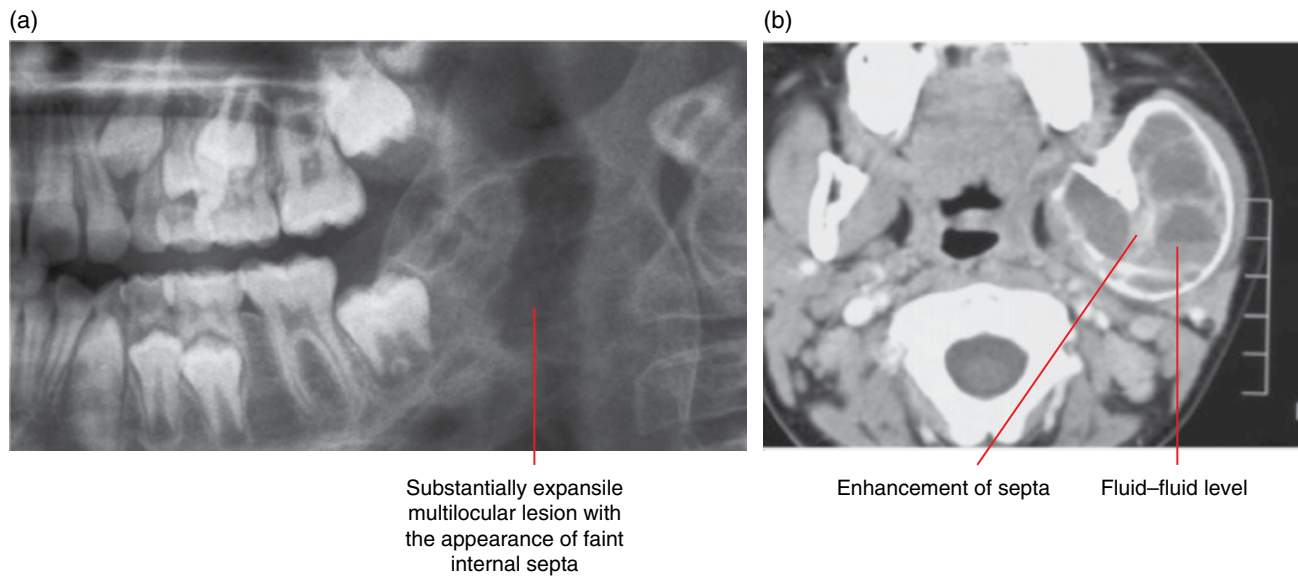 (a)
(b)
Substantially expansile
multilocular lesion with
the appearance of faint
internal septa
Enhancement of septa
Fluid–fluid level